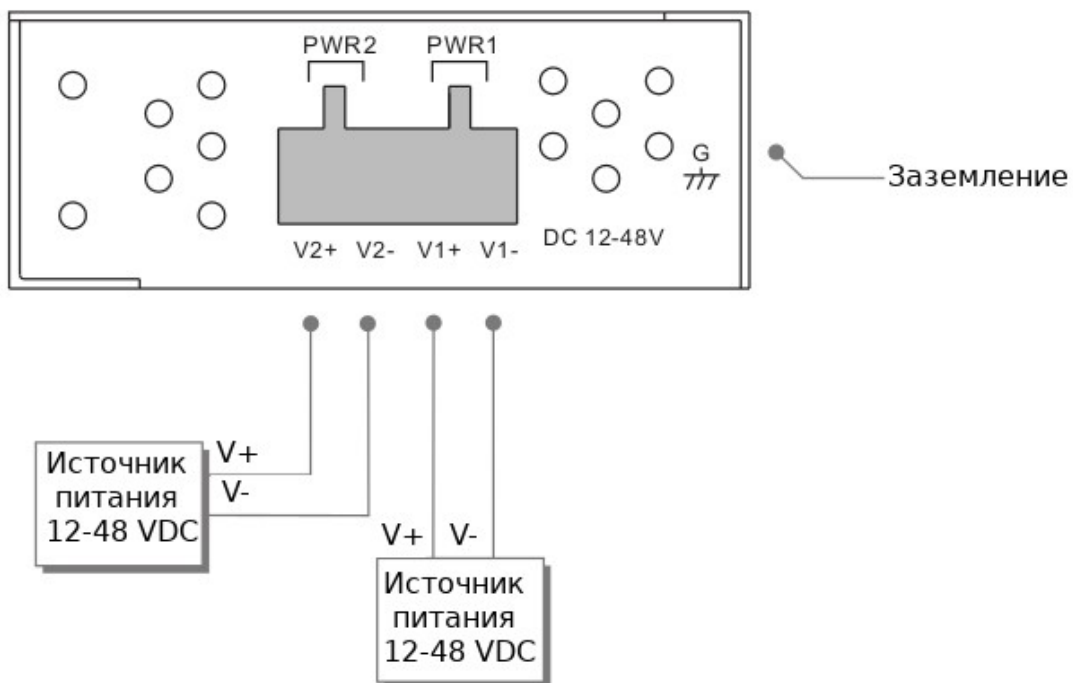 PWR2 PWR1
G
Заземление
V2+ V2- V1+ V1- DC 12-48V
V+
V-
Источник
питания
12-48 VDC
V+ V-
Источник
питания
12-48 VDC